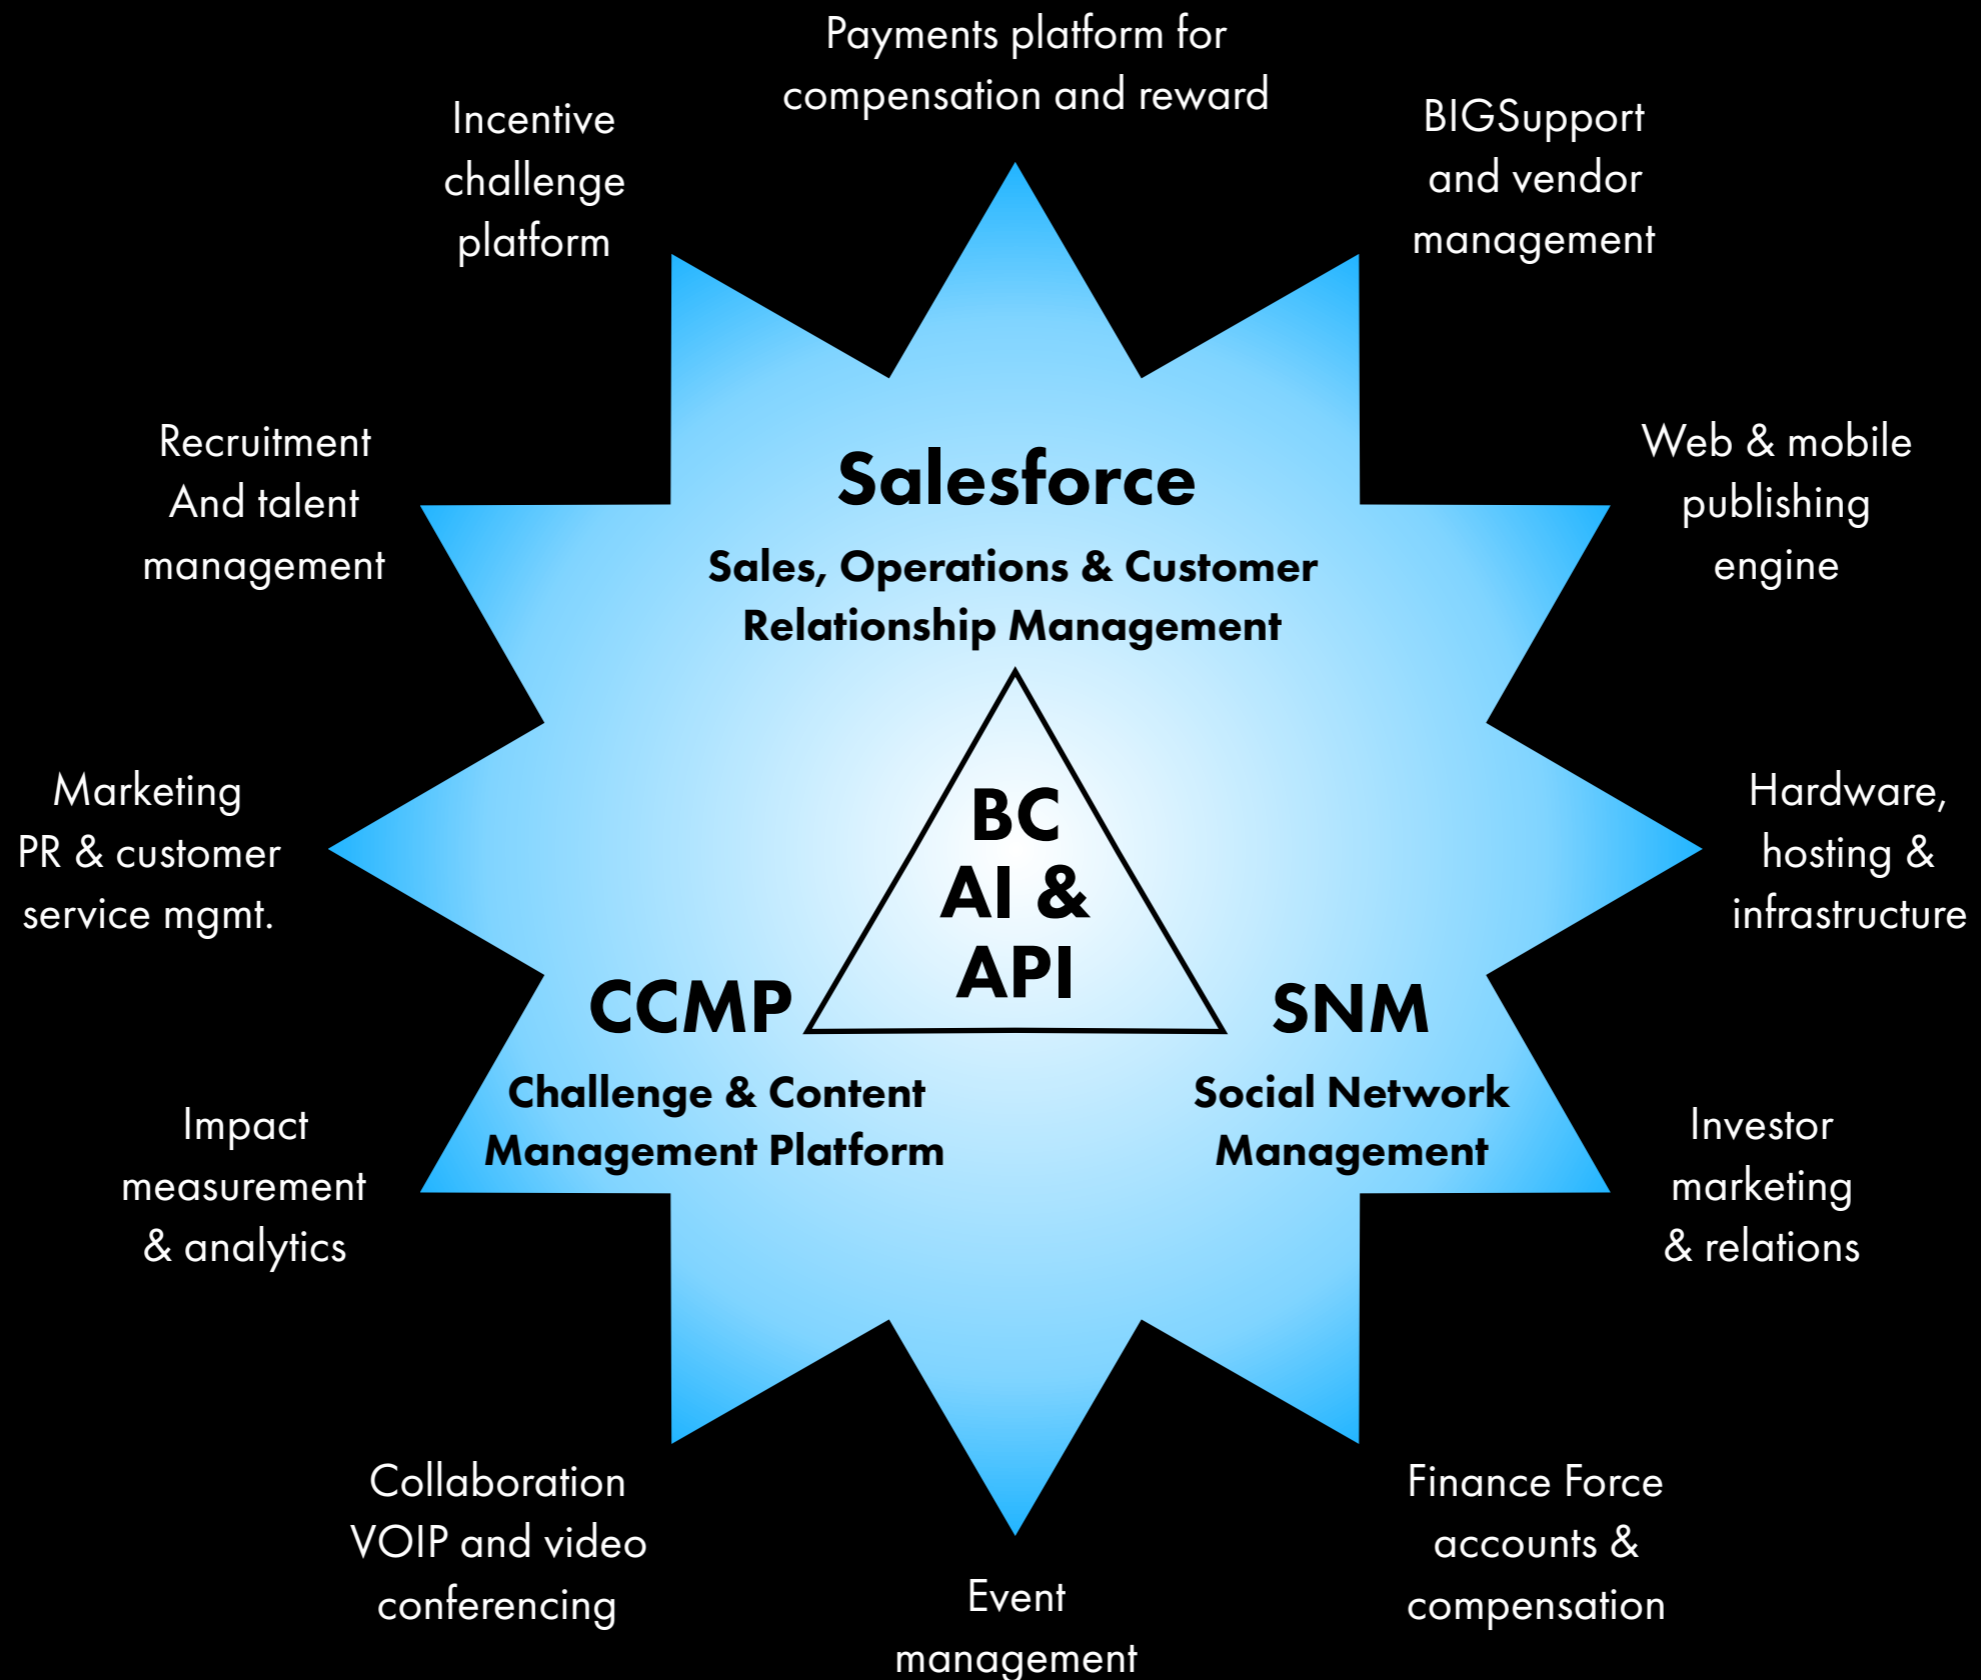 Payments platform for
compensation and reward
BIGSupport
and vendor
management
Web & mobile
publishing
engine
Hardware,
hosting &
infrastructure
Investor
marketing
& relations
Finance Force
accounts &
compensation
Event
management
Collaboration
VOIP and video
conferencing
Impact
measurement
& analytics
Marketing
PR & customer
service mgmt.
Recruitment
And talent
management
Incentive
challenge
platform
Salesforce
Sales, Operations & Customer
Relationship Management
BC
AI &
API
CCMP
Challenge & Content
Management Platform
SNM
Social Network
Management